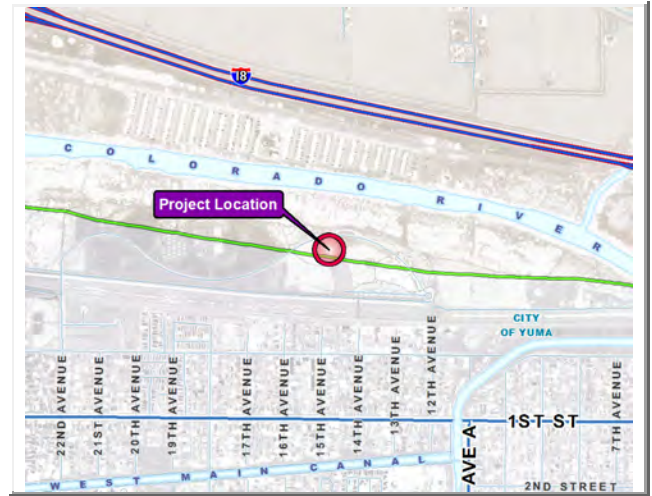 18
COLORADO RIVER
Project Location
CITY
OF YUMA
22ND AVENUE
21ST AVENUE
20TH AVENUE
19TH AVENUE
17TH AVENUE
16TH AVENUE
15TH AVENUE
14TH AVENUE
13TH AVENUE
12TH AVENUE
AVE A
1ST ST
7TH AVENUE
WEST MAIN CANAL
2ND STREET